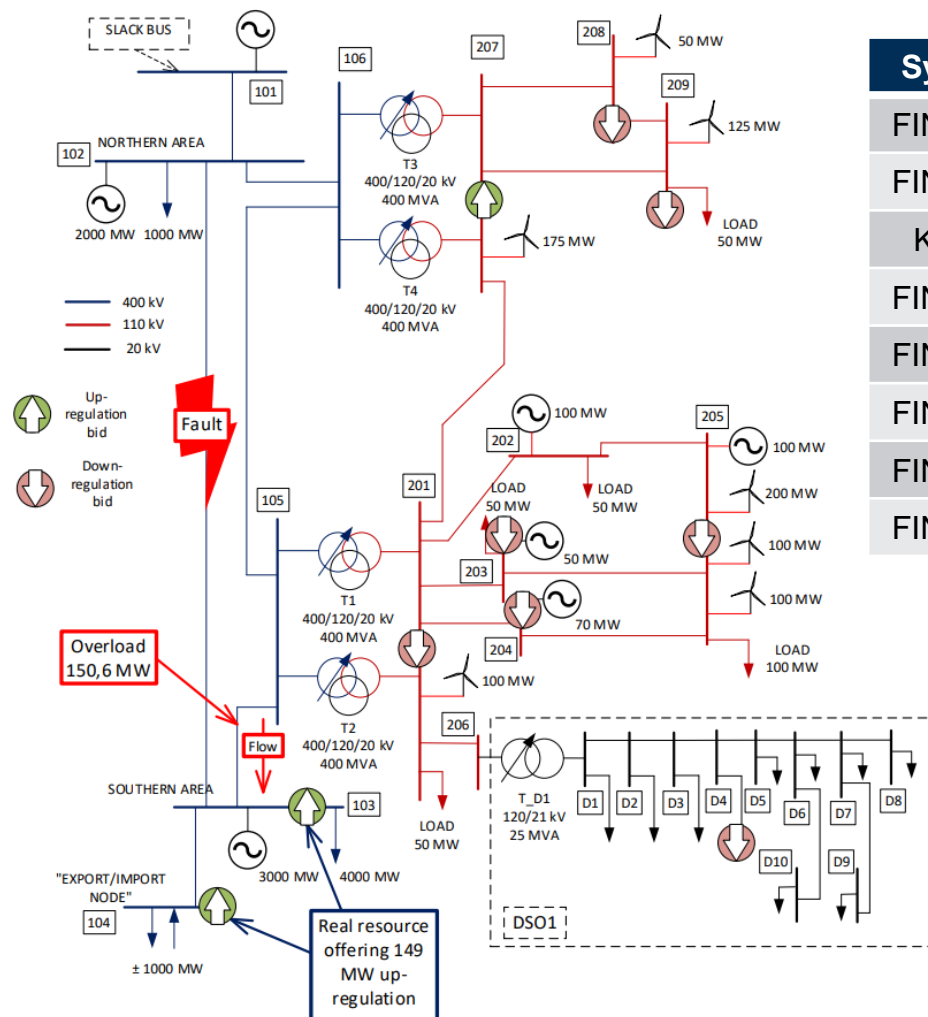 SLACK BUS
101
106
207
208
50 MW
209
125 MW
NORTHERN AREA
102
2000 MW
1000 MW
T3
400/120/20 kV
400 MVA
LOAD
50 MW
175 MW
T4
400/120/20 kV
400 MVA
400 kV
110 kV
20 kV
Up-
regulation
bid
Down-
regulation
bid
Fault
105
201
100 MW
202
205
100 MW
LOAD
50 MW
LOAD
50 MW
200 MW
50 MW
100 MW
203
T1
400/120/20 kV
400 MVA
70 MW
100 MW
204
LOAD
100 MW
Overload
150,6 MW
Flow
T2
400/120/20 kV
400 MVA
100 MW
206
SOUTHERN AREA
103
3000 MW
4000 MW
LOAD
50 MW
T_D1
120/21 kV
25 MVA
D1
D2
D3
D4
D5
D6
D7
D8
D10
D9
DSO1
"EXPORT/IMPORT
NODE"
104
± 1000 MW
Real resource
offering 149
MW up-
regulation
Sy
FIN
FIN
K
FIN
FIN
FIN
FIN
FIN